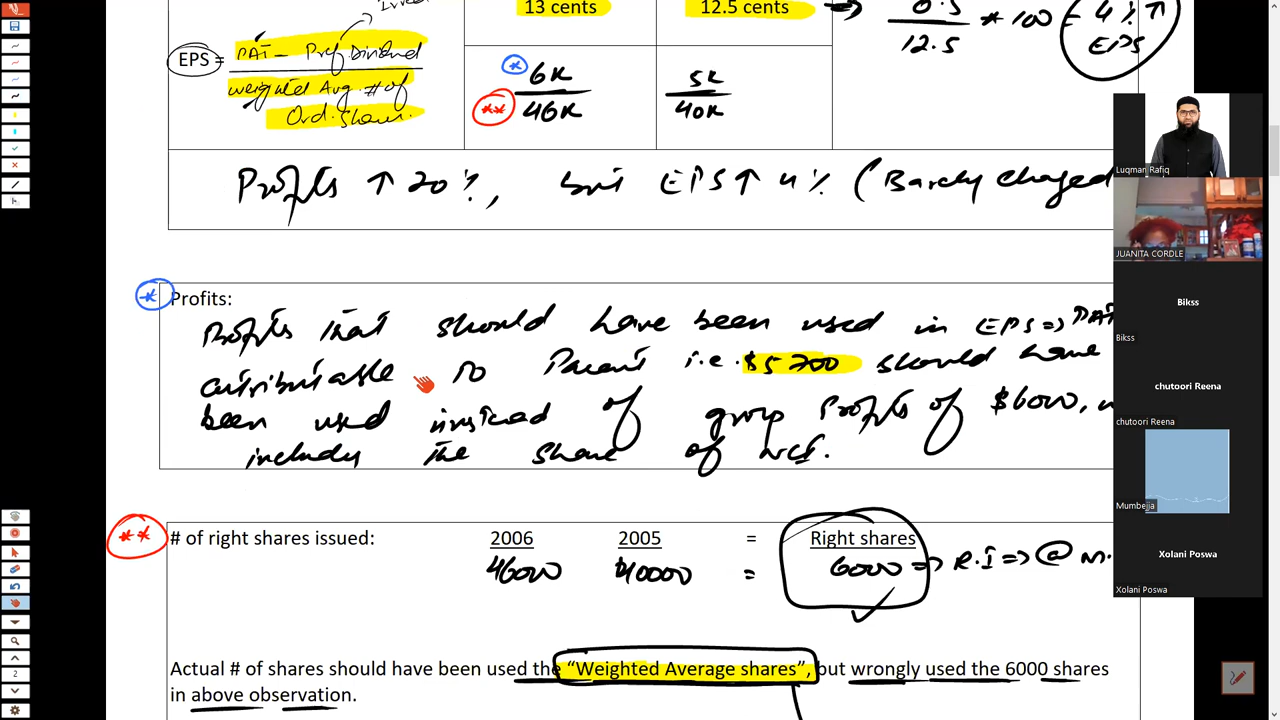 13 cents 12.5 cents ⇒ 0.5 * 100 = 4% ↑
12.5 EPS
EPS = PAT – Pref. Dividend
Weighted Avg. # of
Ord. Shares.
* 6K 5K
** 46K 40K
Profits ↑ 20%, but EPS ↑ 4% (Barely changed
Luqman Rafiq
JUANITA CORDLE
Bikss
Bikss
chutoori Reena
chutoori Reena
Mumbejja
Xolani Poswa
Xolani Poswa
* Profits:
Profits that should have been used in EPS ⇒ PAT
attributable to Parent i.e. $5700 should have
been used instead of group Profits of $6000,
includes the share of NCI.
** # of right shares issued: 2006 2005 = Right shares
46000 40000 = 6000 ⇒ R.I ⇒ @ M.
Actual # of shares should have been used the “Weighted Average shares”, but wrongly used the 6000 shares
in above observation.
2